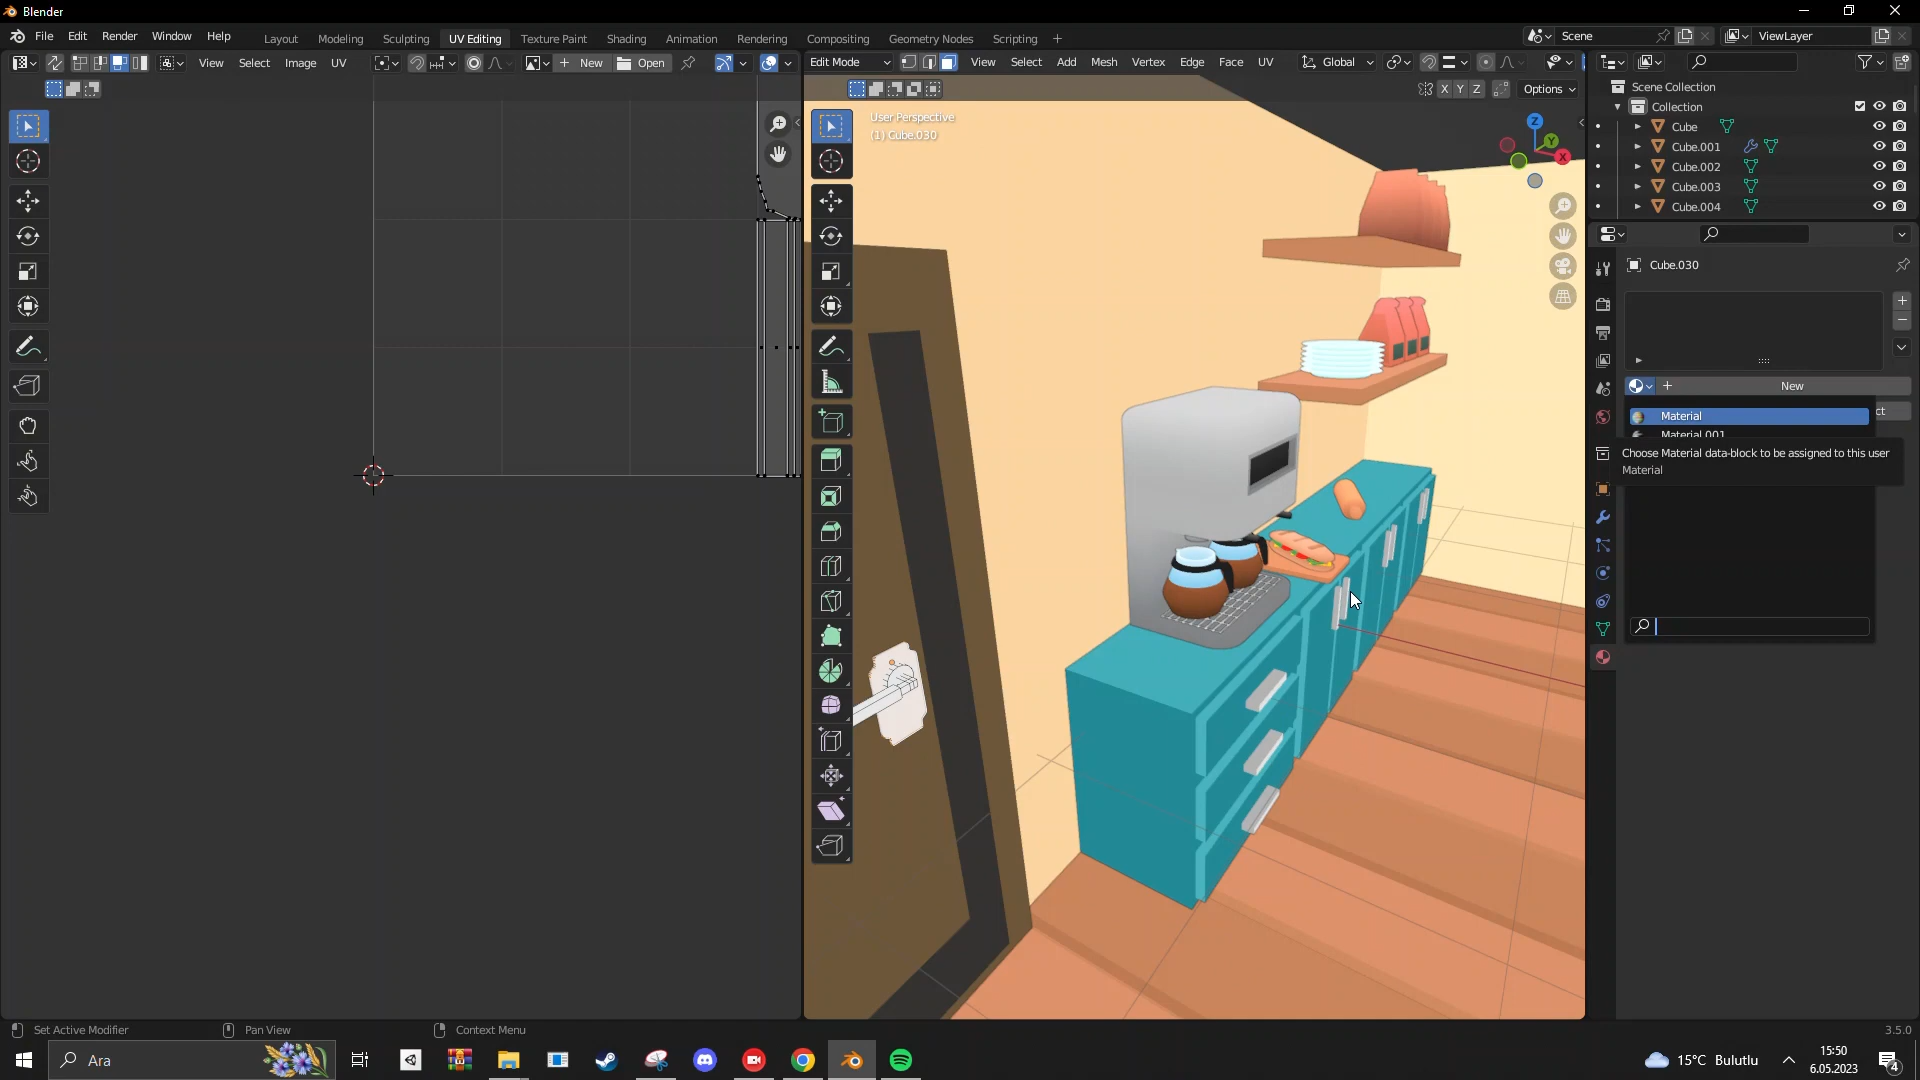 Blender
File Edit Render Window Help
Layout Modeling Sculpting UV Editing Texture Paint Shading Animation Rendering Compositing Geometry Nodes Scripting +
Scene
ViewLayer
View Select Image UV
+ New Open
Edit Mode View Select Add Mesh Vertex Edge Face UV
Global
X Y Z Options
User Perspective
(1) Cube.030
Z Y X
Scene Collection
Collection
Cube
Cube.001
Cube.002
Cube.003
Cube.004
Cube.030
New
Material
ct
Material.001
Choose Material data-block to be assigned to this user
Material
Set Active Modifier Pan View Context Menu
3.5.0
Ara
15°C Bulutlu
15:50
6.05.2023
4